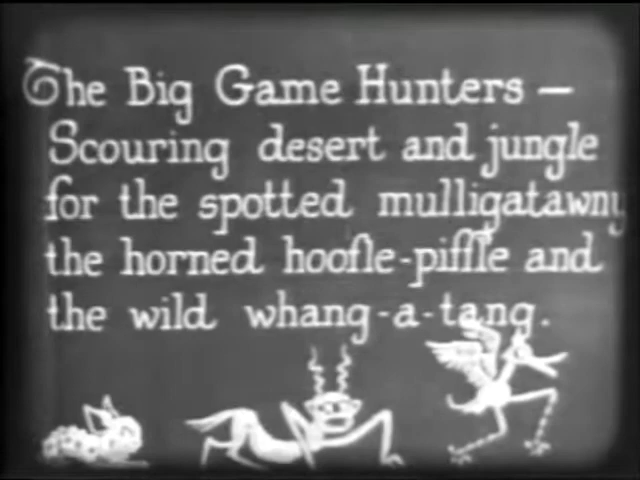 The Big Game Hunters —
Scouring desert and jungle
for the spotted mulligatawny
the horned hoofle-piffle and
the wild whang-a-tang.